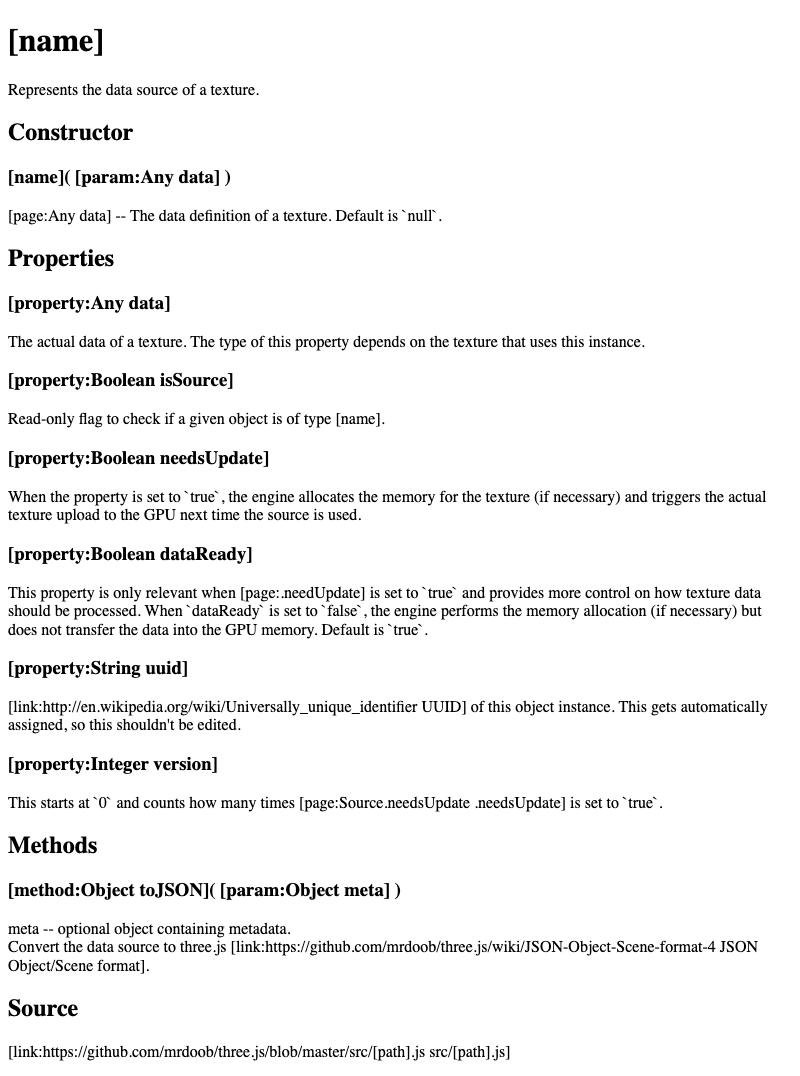 [name]
Represents the data source of a texture.
Constructor
[name]( [param:Any data] )
[page:Any data] -- The data definition of a texture. Default is `null`.
Properties
[property:Any data]
The actual data of a texture. The type of this property depends on the texture that uses this instance.
[property:Boolean isSource]
Read-only flag to check if a given object is of type [name].
[property:Boolean needsUpdate]
When the property is set to `true`, the engine allocates the memory for the texture (if necessary) and triggers the actual
texture upload to the GPU next time the source is used.
[property:Boolean dataReady]
This property is only relevant when [page:.needUpdate] is set to `true` and provides more control on how texture data
should be processed. When `dataReady` is set to `false`, the engine performs the memory allocation (if necessary) but
does not transfer the data into the GPU memory. Default is `true`.
[property:String uuid]
[link:http://en.wikipedia.org/wiki/Universally_unique_identifier UUID] of this object instance. This gets automatically
assigned, so this shouldn't be edited.
[property:Integer version]
This starts at `0` and counts how many times [page:Source.needsUpdate .needsUpdate] is set to `true`.
Methods
[method:Object toJSON]( [param:Object meta] )
meta -- optional object containing metadata.
Convert the data source to three.js [link:https://github.com/mrdoob/three.js/wiki/JSON-Object-Scene-format-4 JSON
Object/Scene format].
Source
[link:https://github.com/mrdoob/three.js/blob/master/src/[path].js src/[path].js]